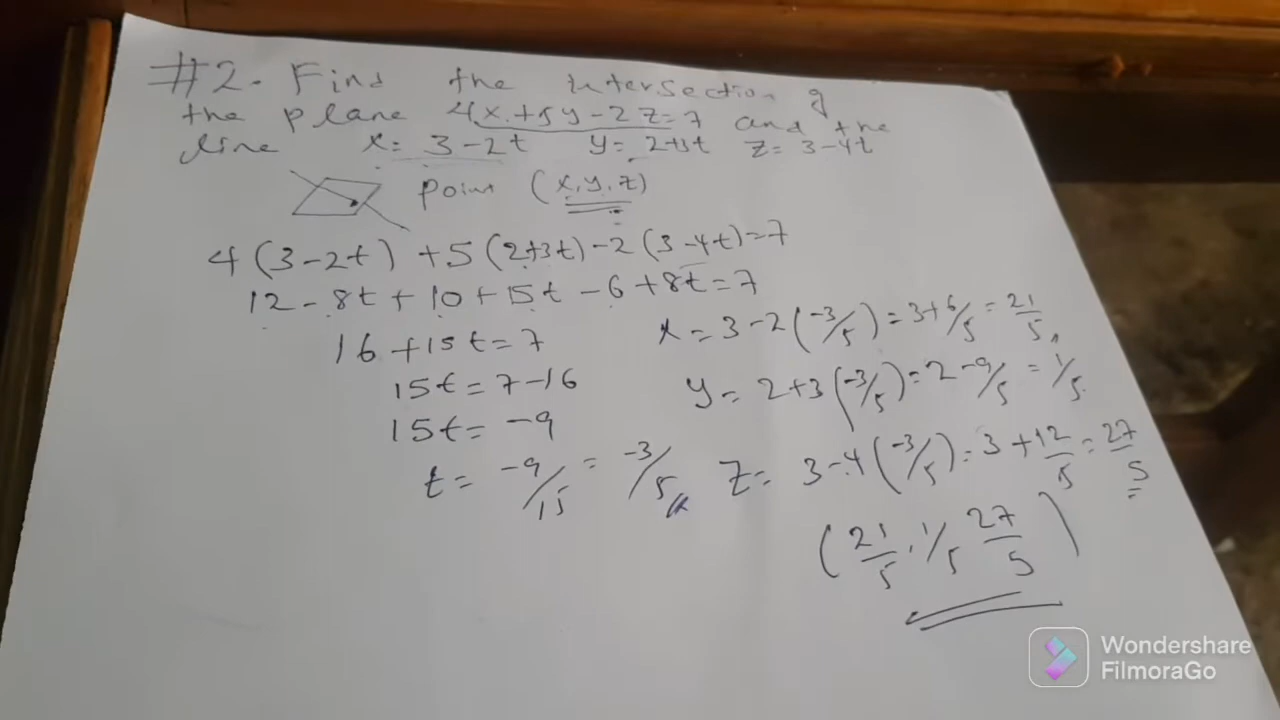 #2. Find the intersection of
the plane 4x+5y-2z=7 and the
line x= 3-2t y= 2+3t z= 3-4t
point (x,y,z)
4(3-2t) +5(2+3t)-2(3-4t)=7
12-8t+10+15t-6+8t=7
16+15t=7
15t=7-16
15t=-9
t= -9/15 = -3/5
x=3-2(-3/5)=3+6/5=21/5
y= 2+3(-3/5)=2-9/5=1/5
z= 3-4(-3/5)=3+12/5=27/5
(21/5, 1/5 27/5)
Wondershare
FilmoraGo